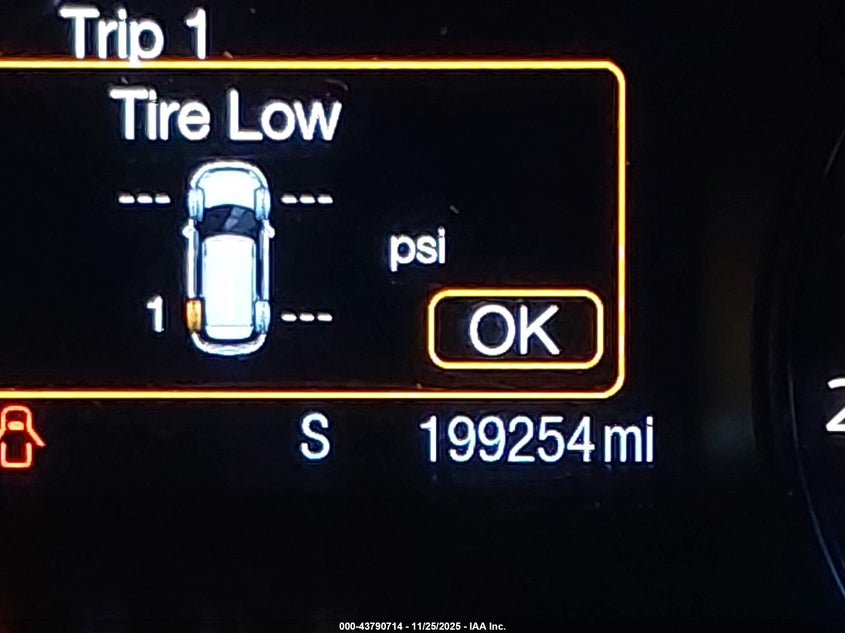 Trip 1
Tire Low
--- ---
psi
1 ---
OK
S 199254 mi
000-43790714 - 11/25/2025 - IAA Inc.